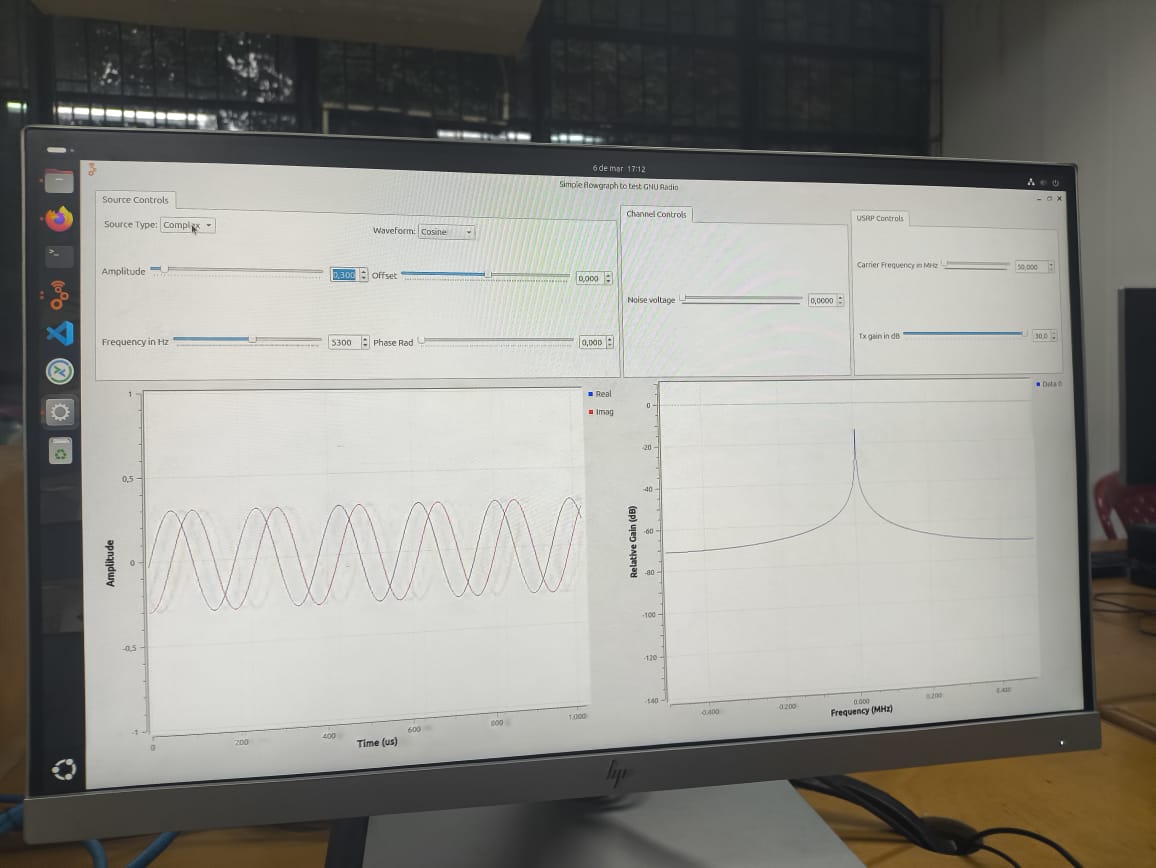 6 de mar 17:12
Simple flowgraph to test GNU Radio
Source Controls
Source Type: Complex
Waveform: Cosine
Amplitude 0,300 Offset 0,000
Frequency in Hz 5300 Phase Rad 0,000
Channel Controls
Noise voltage 0,0000
USRP Controls
Carrier Frequency in MHz 50,000
Tx gain in dB 30,0
Real
Imag
Amplitude
1
0,5
0
-0,5
-1
0 200 400 600 800 1.000
Time (us)
Data 0
Relative Gain (dB)
0
-20
-40
-60
-80
-100
-120
-140
-0.400 -0.200 0.000 0.200 0.400
Frequency (MHz)
hp